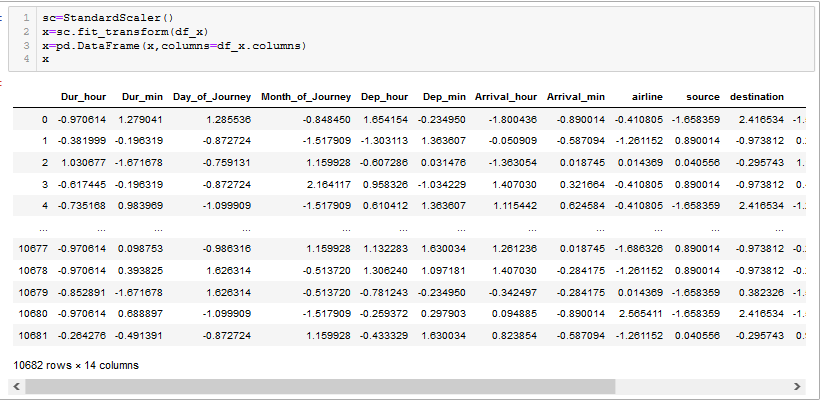 1 sc=StandardScaler()
2 x=sc.fit_transform(df_x)
3 x=pd.DataFrame(x,columns=df_x.columns)
4 x
Dur_hour Dur_min Day_of_Journey Month_of_Journey Dep_hour Dep_min Arrival_hour Arrival_min airline source destination
0 -0.970614 1.279041 1.285536 -0.848450 1.654154 -0.234950 -1.800436 -0.890014 -0.410805 -1.658359 2.416534 -1.
1 -0.381999 -0.196319 -0.872724 -1.517909 -1.303113 1.363607 -0.050909 -0.587094 -1.261152 0.890014 -0.973812 0.
2 1.030677 -1.671678 -0.759131 1.159928 -0.607286 0.031476 -1.363054 0.018745 0.014369 0.040556 -0.295743 1.
3 -0.617445 -0.196319 -0.872724 2.164117 0.958326 -1.034229 1.407030 0.321664 -0.410805 0.890014 -0.973812 0.
4 -0.735168 0.983969 -1.099909 -1.517909 0.610412 1.363607 1.115442 0.624584 -0.410805 -1.658359 2.416534 -1.
... ... ... ... ... ... ... ... ... ... ... ...
10677 -0.970614 0.098753 -0.986316 1.159928 1.132283 1.630034 1.261236 0.018745 -1.686326 0.890014 -0.973812 -0.
10678 -0.970614 0.393825 1.626314 -0.513720 1.306240 1.097181 1.407030 -0.284175 -1.261152 0.890014 -0.973812 -0.
10679 -0.852891 -1.671678 1.626314 -0.513720 -0.781243 -0.234950 -0.342497 -0.284175 0.014369 -1.658359 0.382326 -1.
10680 -0.970614 0.688897 -1.099909 -1.517909 -0.259372 0.297903 0.094885 -0.890014 2.565411 -1.658359 2.416534 -1.
10681 -0.264276 -0.491391 -0.872724 1.159928 -0.433329 1.630034 0.823854 -0.587094 -1.261152 0.040556 -0.295743 0.
10682 rows × 14 columns